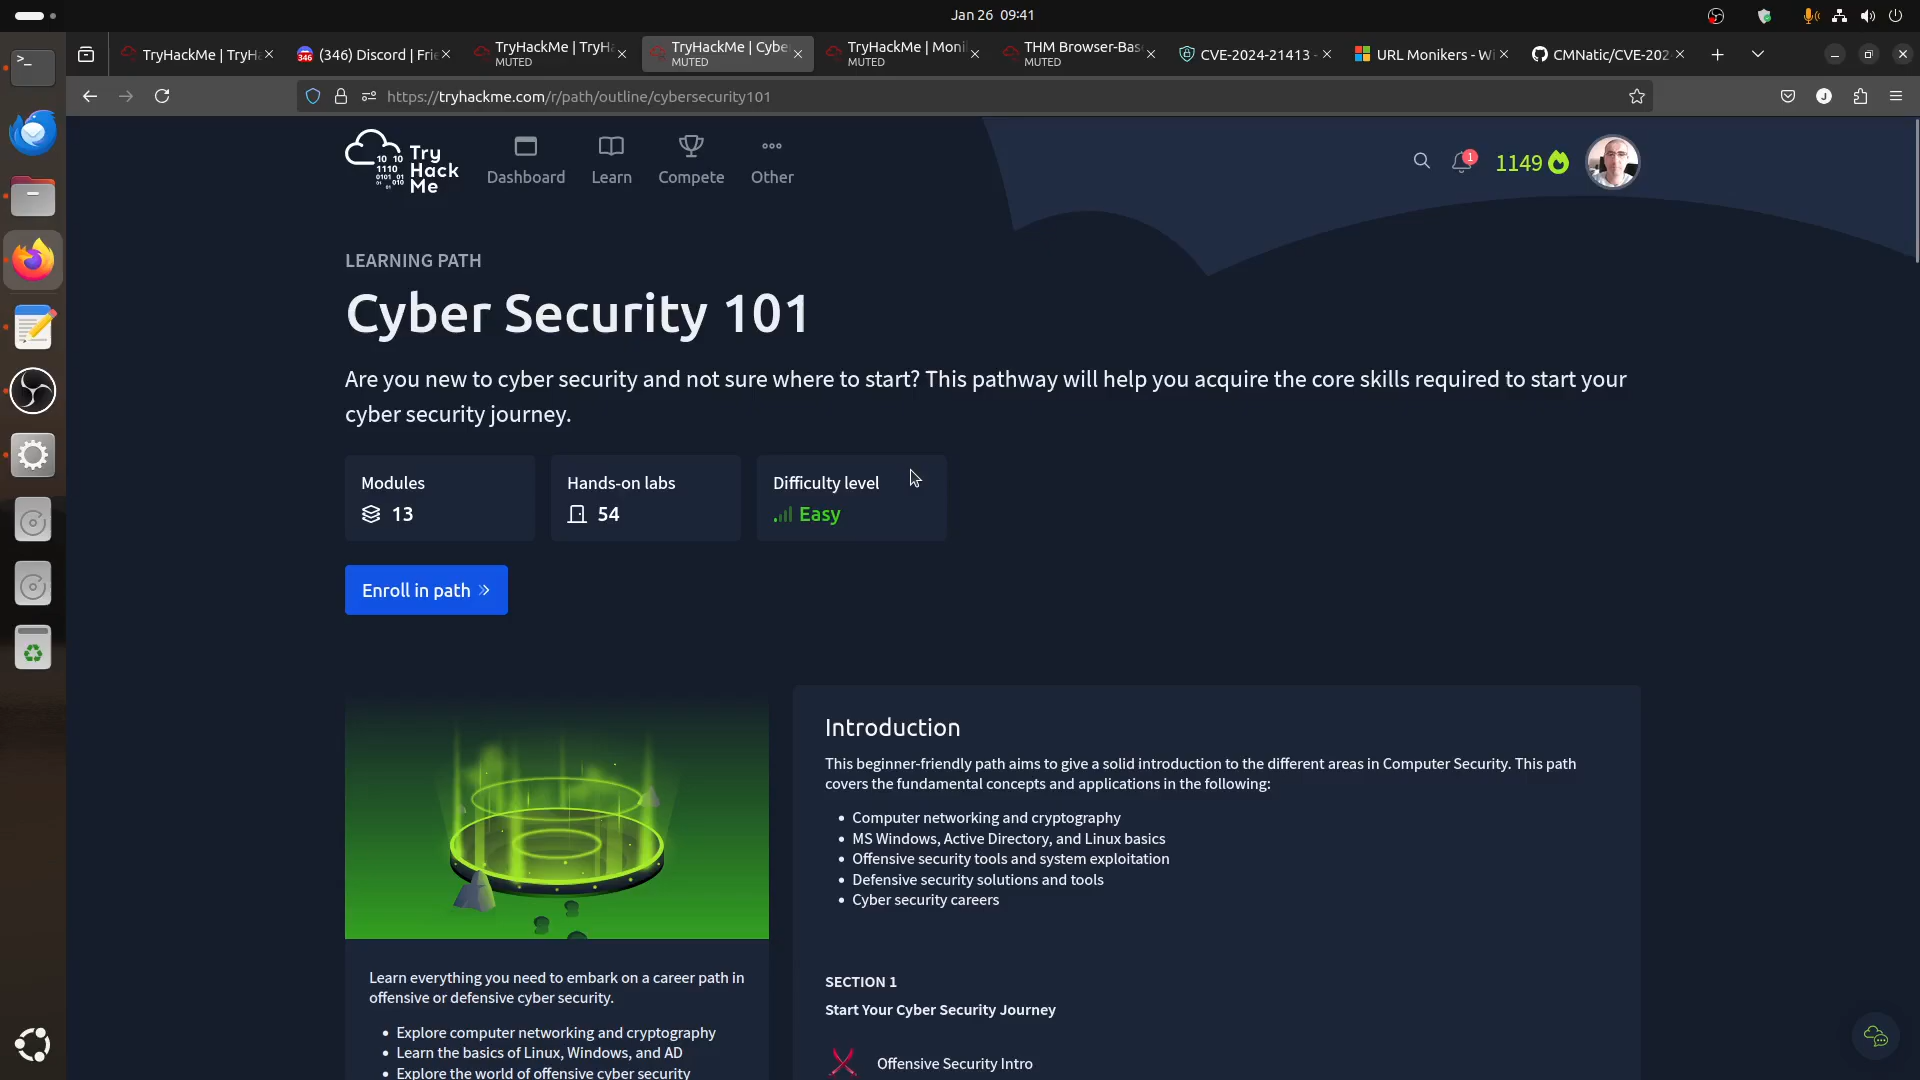 Jan 26 09:41
TryHackMe | TryH
(346) Discord | Frie
TryHackMe | TryHa
MUTED
TryHackMe | Cybe
MUTED
TryHackMe | Moni
MUTED
THM Browser-Bas
MUTED
CVE-2024-21413 -
URL Monikers - Wi
CMNatic/CVE-202
https://tryhackme.com/r/path/outline/cybersecurity101
Try
Hack
Me
Dashboard
Learn
Compete
Other
1
1149
LEARNING PATH
Cyber Security 101
Are you new to cyber security and not sure where to start? This pathway will help you acquire the core skills required to start your
cyber security journey.
Modules
13
Hands-on labs
54
Difficulty level
Easy
Enroll in path
Introduction
This beginner-friendly path aims to give a solid introduction to the different areas in Computer Security. This path
covers the fundamental concepts and applications in the following:
• Computer networking and cryptography
• MS Windows, Active Directory, and Linux basics
• Offensive security tools and system exploitation
• Defensive security solutions and tools
• Cyber security careers
Learn everything you need to embark on a career path in
offensive or defensive cyber security.
• Explore computer networking and cryptography
• Learn the basics of Linux, Windows, and AD
• Explore the world of offensive cyber security
SECTION 1
Start Your Cyber Security Journey
Offensive Security Intro